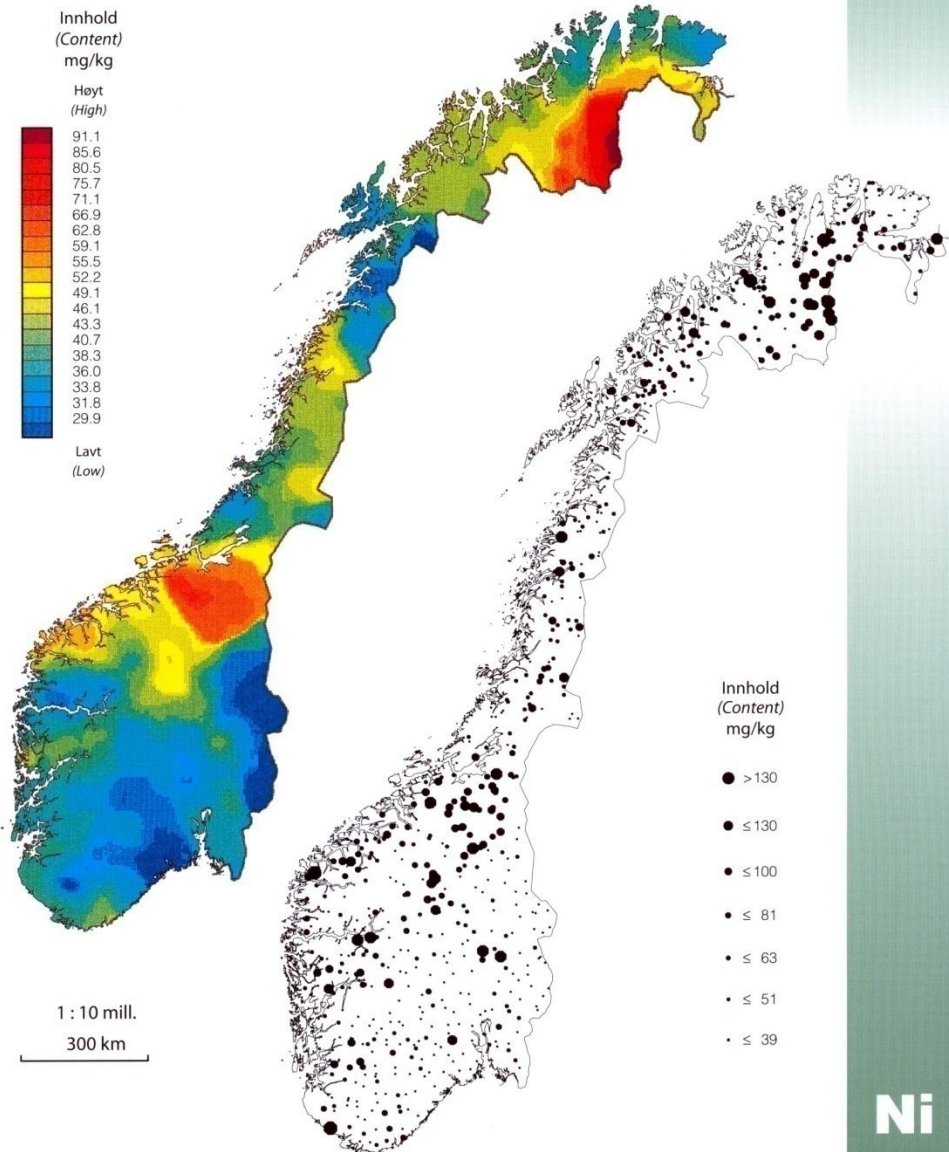 Innhold
(Content)
mg/kg
Høyt
(High)
91.1
85.6
80.5
75.7
71.1
66.9
62.8
59.1
55.5
52.2
49.1
46.1
43.3
40.7
38.3
36.0
33.8
31.8
29.9
Lavt
(Low)
1 : 10 mill.
300 km
Innhold
(Content)
mg/kg
>130
≤130
≤100
≤ 81
≤ 63
≤ 51
≤ 39
Ni